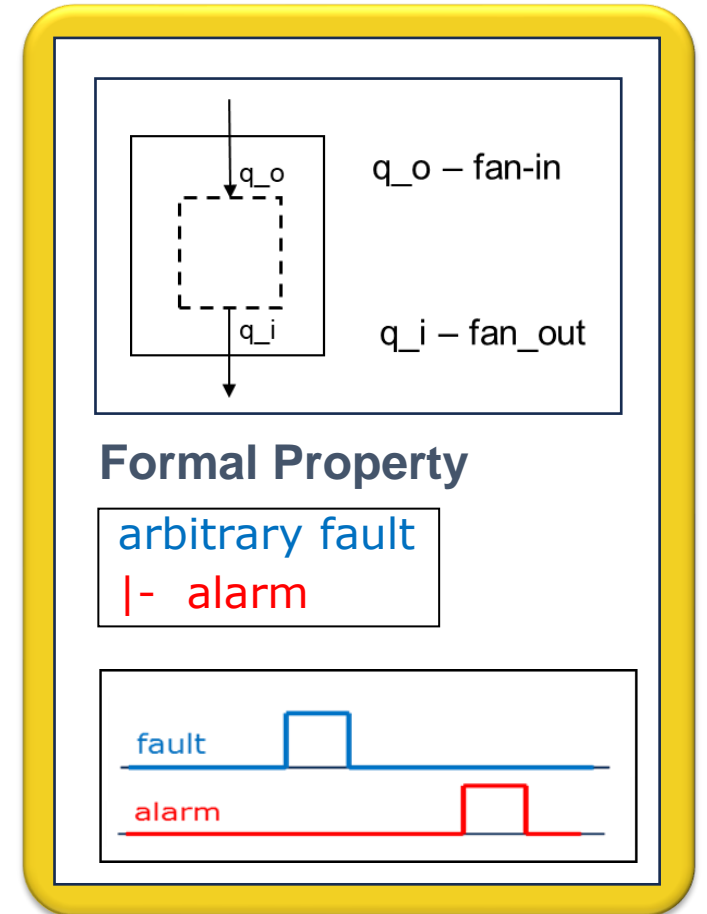 q_o
q_o – fan-in
q_i
q_i – fan_out
Formal Property
arbitrary fault
|- alarm
fault
alarm